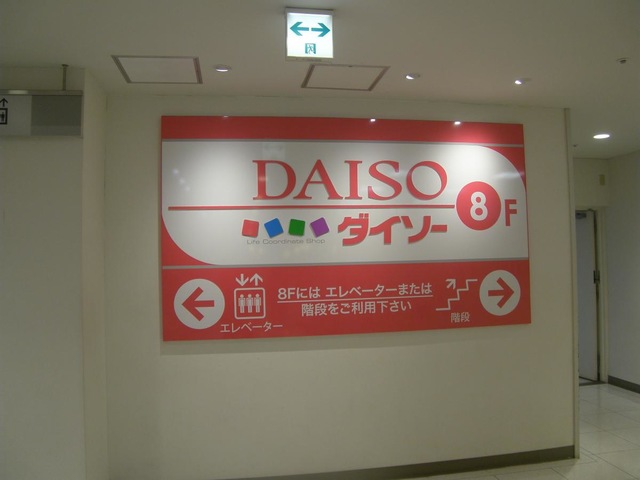 DAISO
ダイソー
Life Coordinate Shop
8F
8Fには エレベーターまたは
階段をご利用下さい
エレベーター
階段